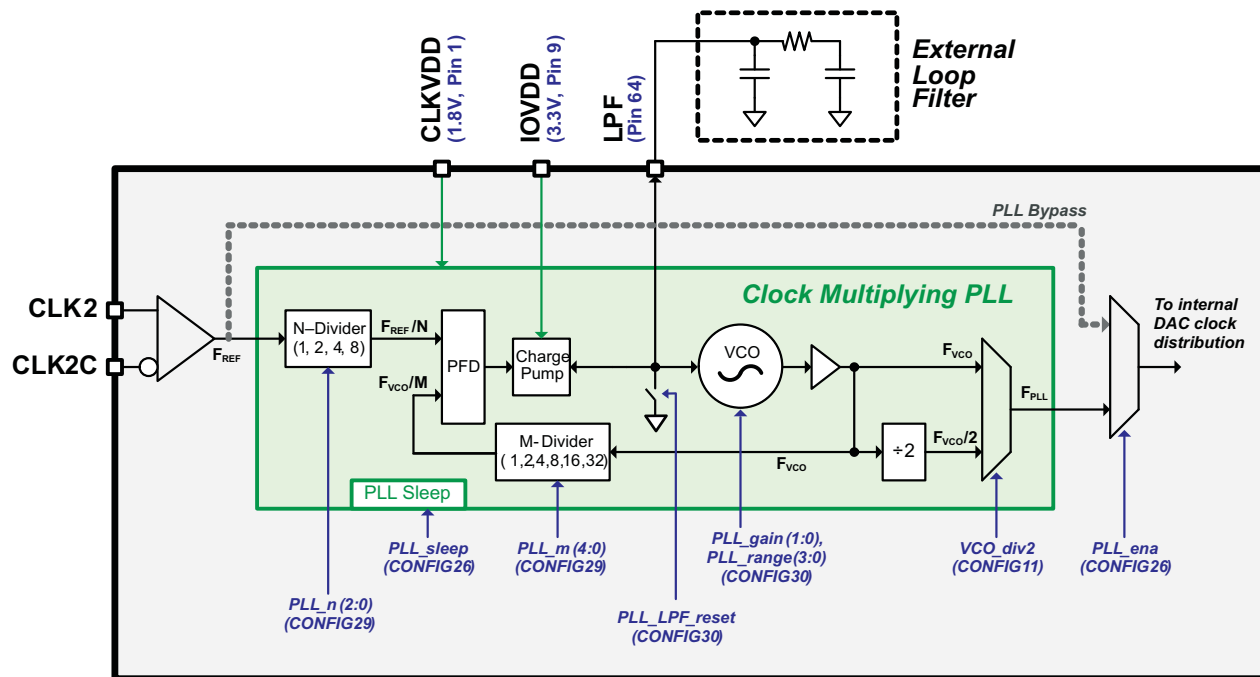 External
Loop
Filter
CLKVDD
(1.8V, Pin 1)
IOVDD
(3.3V, Pin 9)
LPF
(Pin 64)
PLL Bypass
Clock Multiplying PLL
CLK2
CLK2C
FREF
N–Divider
(1, 2, 4, 8)
FREF/N
FVCO/M
PFD
Charge
Pump
VCO
FVCO
FPLL
To internal
DAC clock
distribution
M- Divider
( 1,2,4,8,16,32)
FVCO
÷2
FVCO/2
PLL Sleep
PLL_sleep
(CONFIG26)
PLL_m (4:0)
(CONFIG29)
PLL_gain (1:0),
PLL_range (3:0)
(CONFIG30)
VCO_div2
(CONFIG11)
PLL_ena
(CONFIG26)
PLL_n (2:0)
(CONFIG29)
PLL_LPF_reset
(CONFIG30)